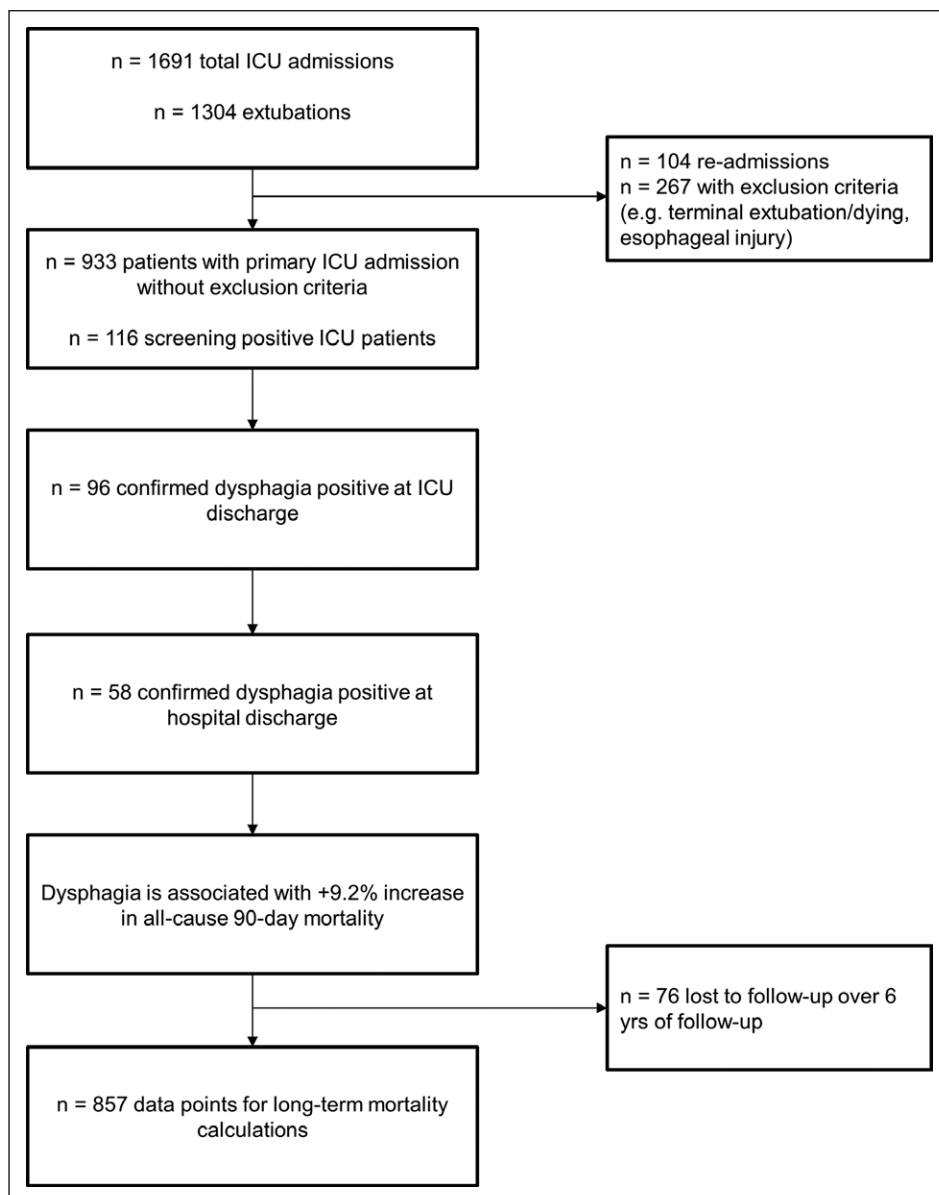 n = 1691 total ICU admissions
n = 1304 extubations
n = 104 re-admissions
n = 267 with exclusion criteria
(e.g. terminal extubation/dying,
esophageal injury)
n = 933 patients with primary ICU admission
without exclusion criteria
n = 116 screening positive ICU patients
n = 96 confirmed dysphagia positive at ICU
discharge
n = 58 confirmed dysphagia positive at
hospital discharge
Dysphagia is associated with +9.2% increase
in all-cause 90-day mortality
n = 76 lost to follow-up over 6
yrs of follow-up
n = 857 data points for long-term mortality
calculations